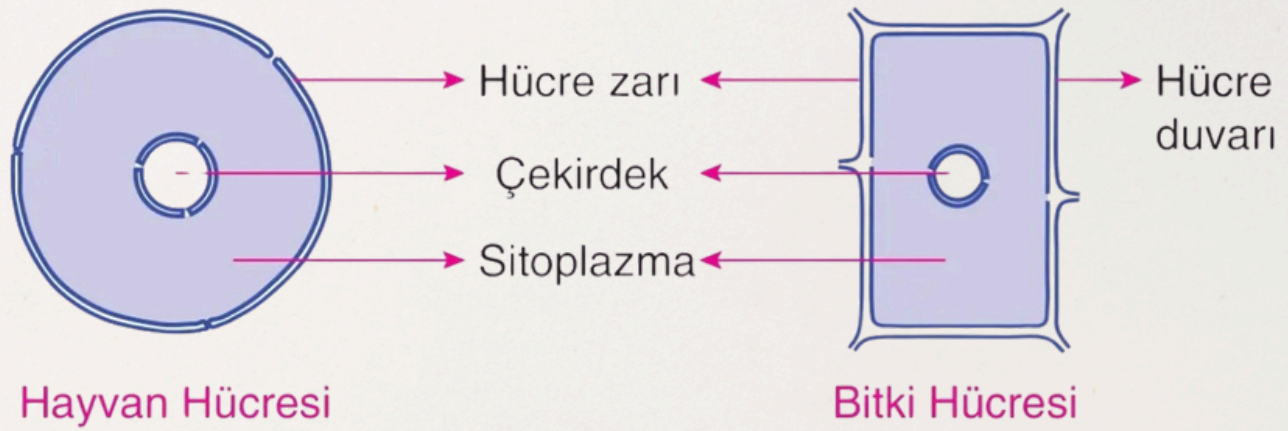 Hücre zarı
Hücre
duvarı
Çekirdek
Sitoplazma
Hayvan Hücresi
Bitki Hücresi